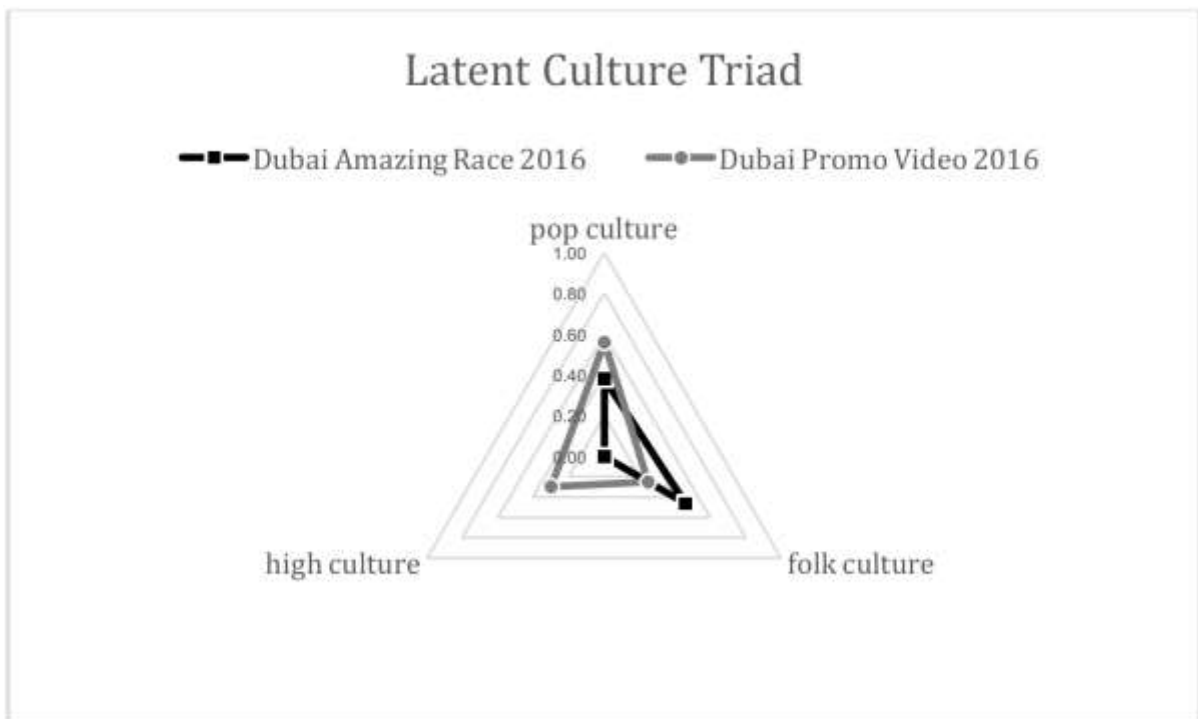 Latent Culture Triad
Dubai Amazing Race 2016 Dubai Promo Video 2016
pop culture
1.00
0.80
0.60
0.40
0.20
0.00
high culture folk culture